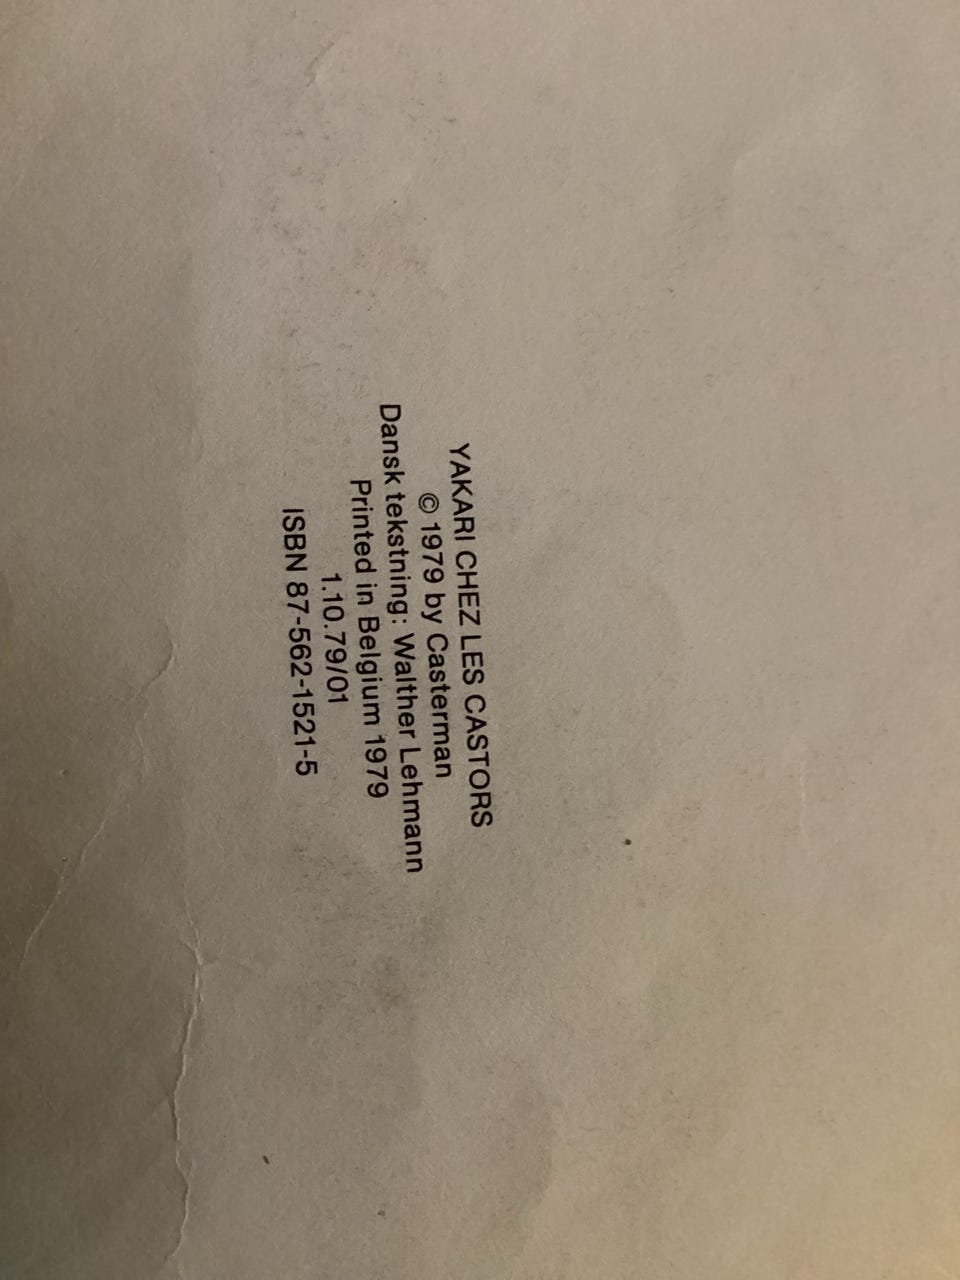 YAKARI CHEZ LES CASTORS
© 1979 by Casterman
Dansk tekstning: Walther Lehmann
Printed in Belgium 1979
1.10.79/01
ISBN 87-562-1521-5